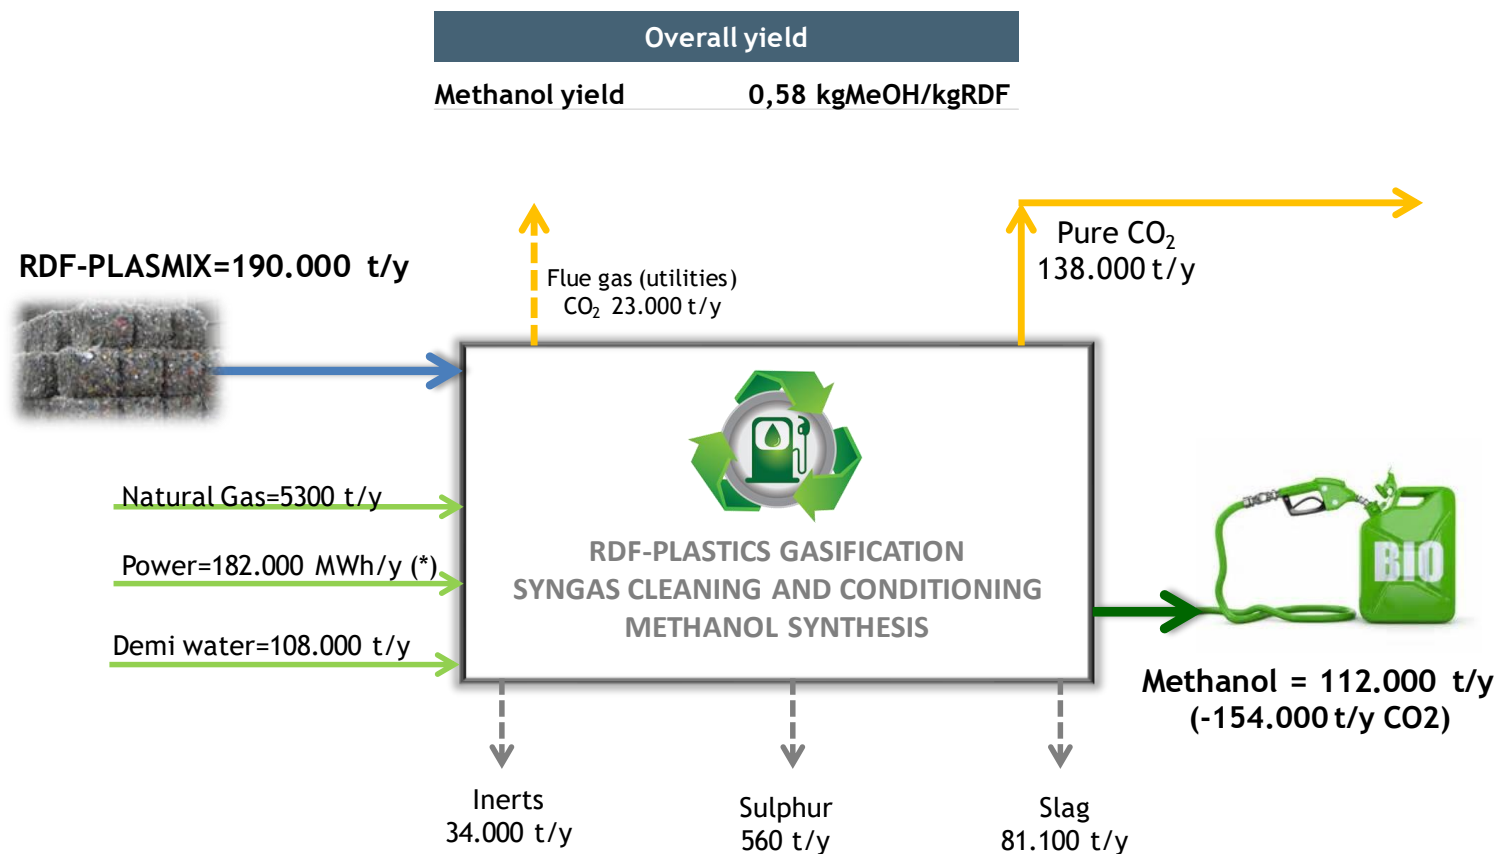 Overall yield
Methanol yield 0,58 kgMeOH/kgRDF
Pure CO₂
138.000 t/y
RDF-PLASMIX=190.000 t/y
Flue gas (utilities)
CO₂ 23.000 t/y
Natural Gas=5300 t/y
Power=182.000 MWh/y (*)
Demi water=108.000 t/y
RDF-PLASTICS GASIFICATION
SYNGAS CLEANING AND CONDITIONING
METHANOL SYNTHESIS
BIO
Methanol = 112.000 t/y
(-154.000 t/y CO2)
Inerts
34.000 t/y
Sulphur
560 t/y
Slag
81.100 t/y